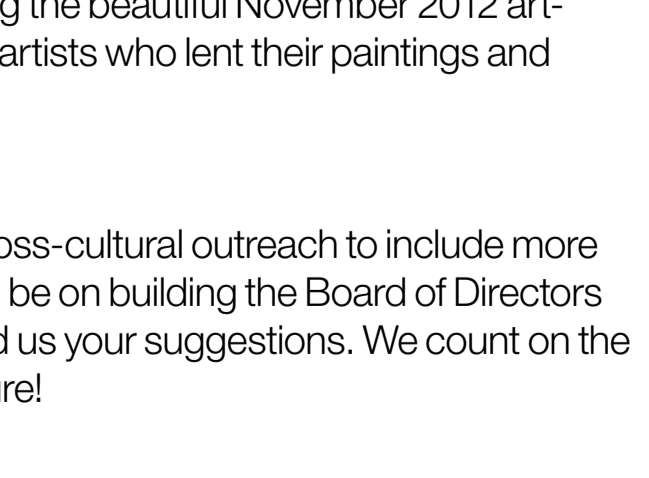 the beautiful November 2012 art-
artists who lent their paintings and
oss-cultural outreach to include more
be on building the Board of Directors
us your suggestions. We count on the
re!